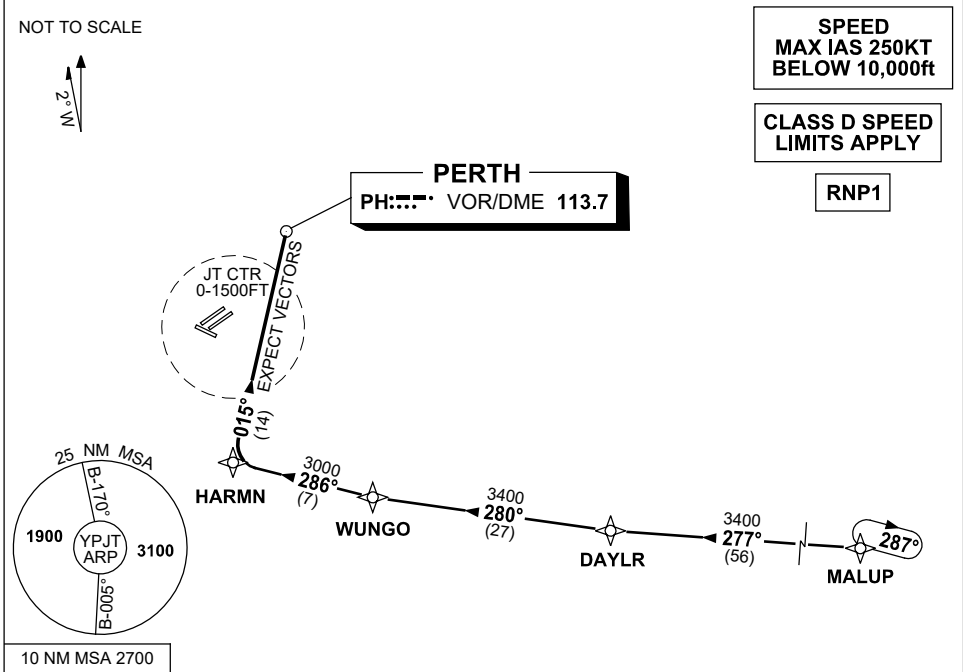 NOT TO SCALE
2° W
SPEED
MAX IAS 250KT
BELOW 10,000ft
CLASS D SPEED
LIMITS APPLY
RNP1
PERTH
PH VOR/DME 113.7
JT CTR
0-1500FT
EXPECT VECTORS
015°
(14)
HARMN
3000
286°
(7)
WUNGO
3400
280°
(27)
DAYLR
3400
277°
(56)
MALUP
287°
25 NM MSA
B-170°
1900
YPJT
ARP
3100
B-005°
10 NM MSA 2700